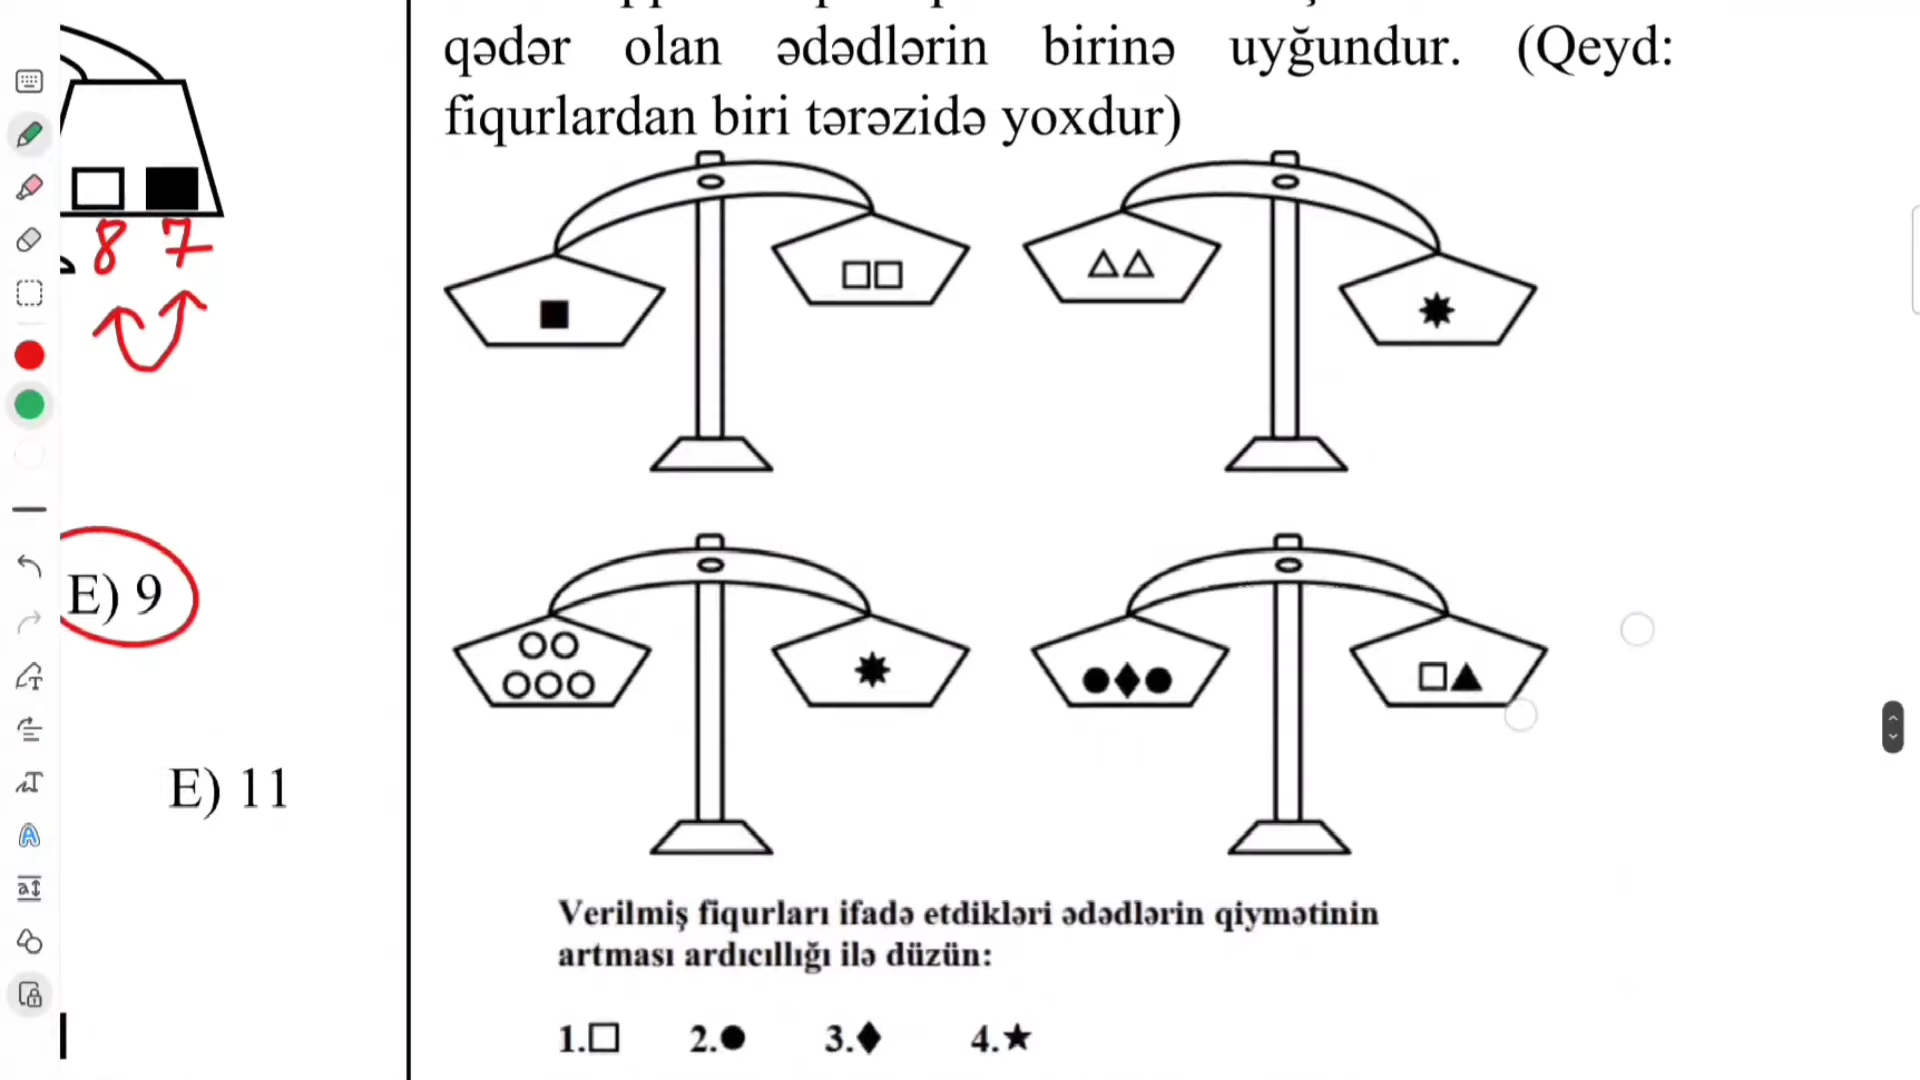 qədər olan ədədlərin birinə uyğundur. (Qeyd:
fiqurlardan biri tərəzidə yoxdur)
8 7
E) 9
E) 11
Verilmiş fiqurları ifadə etdikləri ədədlərin qiymətinin
artması ardıcıllığı ilə düzün:
1.□ 2.● 3.♦ 4.★